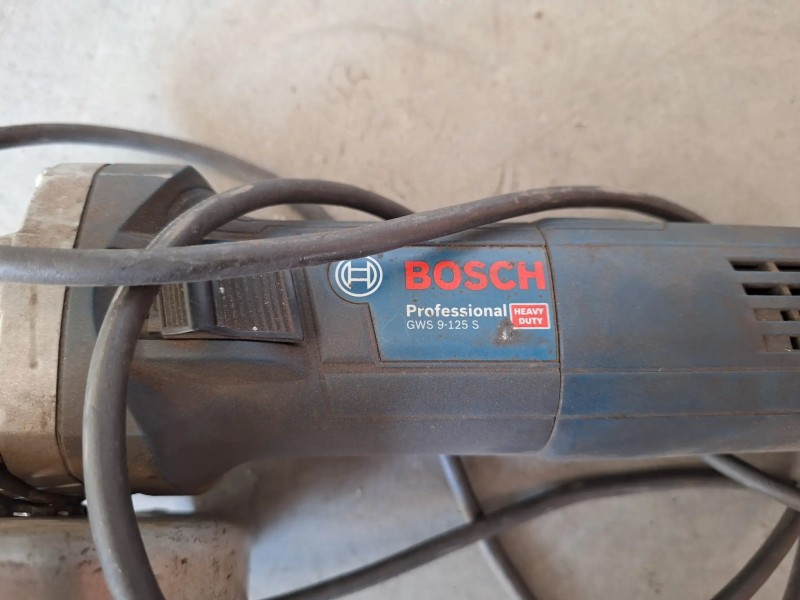 BOSCH
Professional HEAVY DUTY
GWS 9-125 S